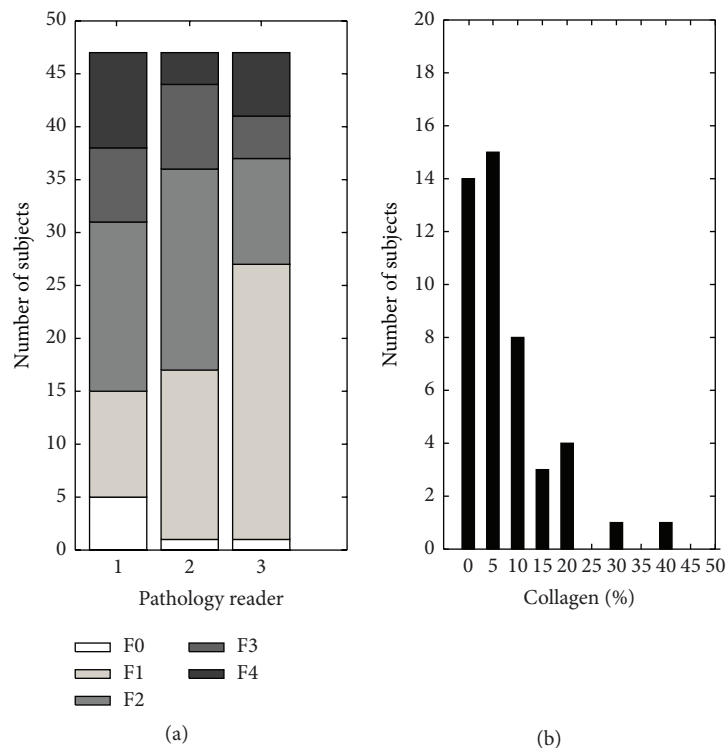 50
45
40
35
30
25
20
15
10
5
0
Number of subjects
1 2 3
Pathology reader
F0 F3
F1 F4
F2
(a)
20
18
16
14
12
10
8
6
4
2
0
Number of subjects
0 5 10 15 20 25 30 35 40 45 50
Collagen (%)
(b)